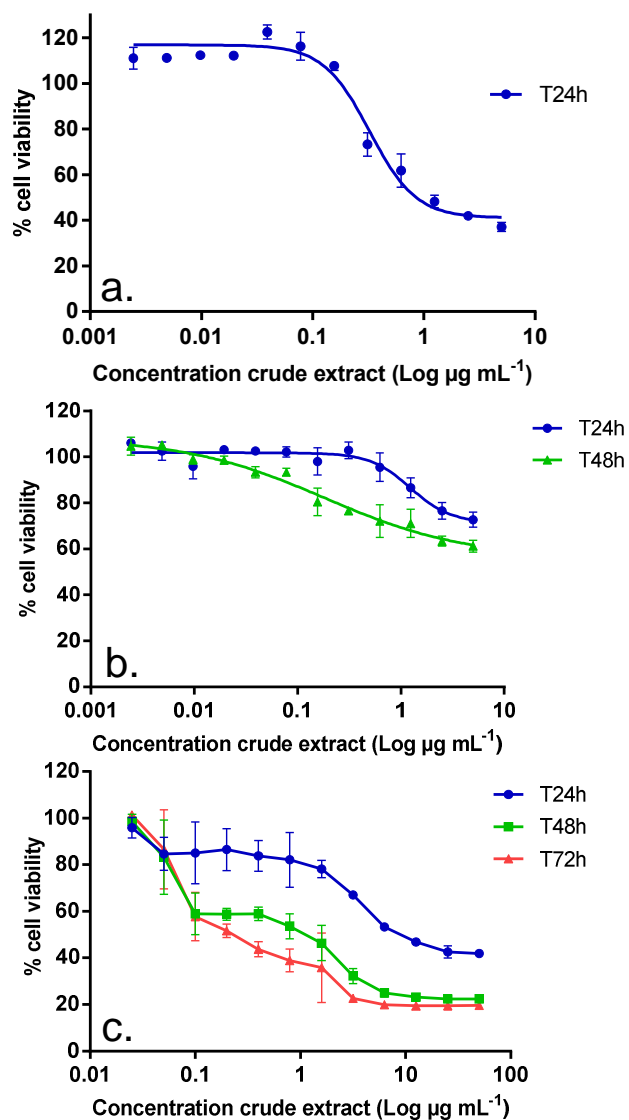 120
100
80
60
40
20
0
% cell viability
T24h
a.
0.001 0.01 0.1 1 10
Concentration crude extract (Log µg mL⁻¹)
120
100
80
60
40
20
0
% cell viability
T24h
T48h
b.
0.001 0.01 0.1 1 10
Concentration crude extract (Log µg mL⁻¹)
120
100
80
60
40
20
0
% cell viability
T24h
T48h
T72h
c.
0.01 0.1 1 10 100
Concentration crude extract (Log µg mL⁻¹)